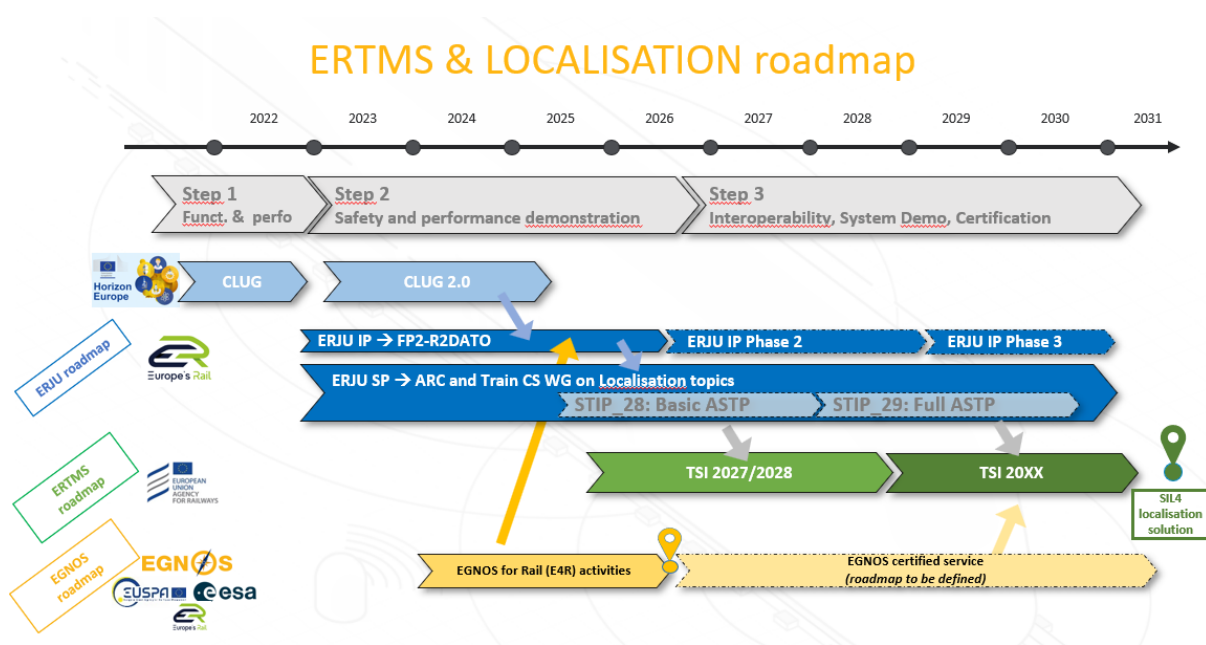 ERTMS & LOCALISATION roadmap
2022 2023 2024 2025 2026 2027 2028 2029 2030 2031
Step 1
Funct. & perfo
Step 2
Safety and performance demonstration
Step 3
Interoperability, System Demo, Certification
Horizon
Europe
CLUG
CLUG 2.0
ERJU roadmap
Europe's Rail
ERJU IP → FP2-R2DATO
ERJU IP Phase 2
ERJU IP Phase 3
ERJU SP → ARC and Train CS WG on Localisation topics
STIP_28: Basic ASTP
STIP_29: Full ASTP
ERTMS
roadmap
EUROPEAN
UNION
AGENCY
FOR RAILWAYS
TSI 2027/2028
TSI 20XX
SIL4
localisation
solution
EGNOS
roadmap
EGNOS
EUSPA
esa
Europe's Rail
EGNOS for Rail (E4R) activities
EGNOS certified service
(roadmap to be defined)